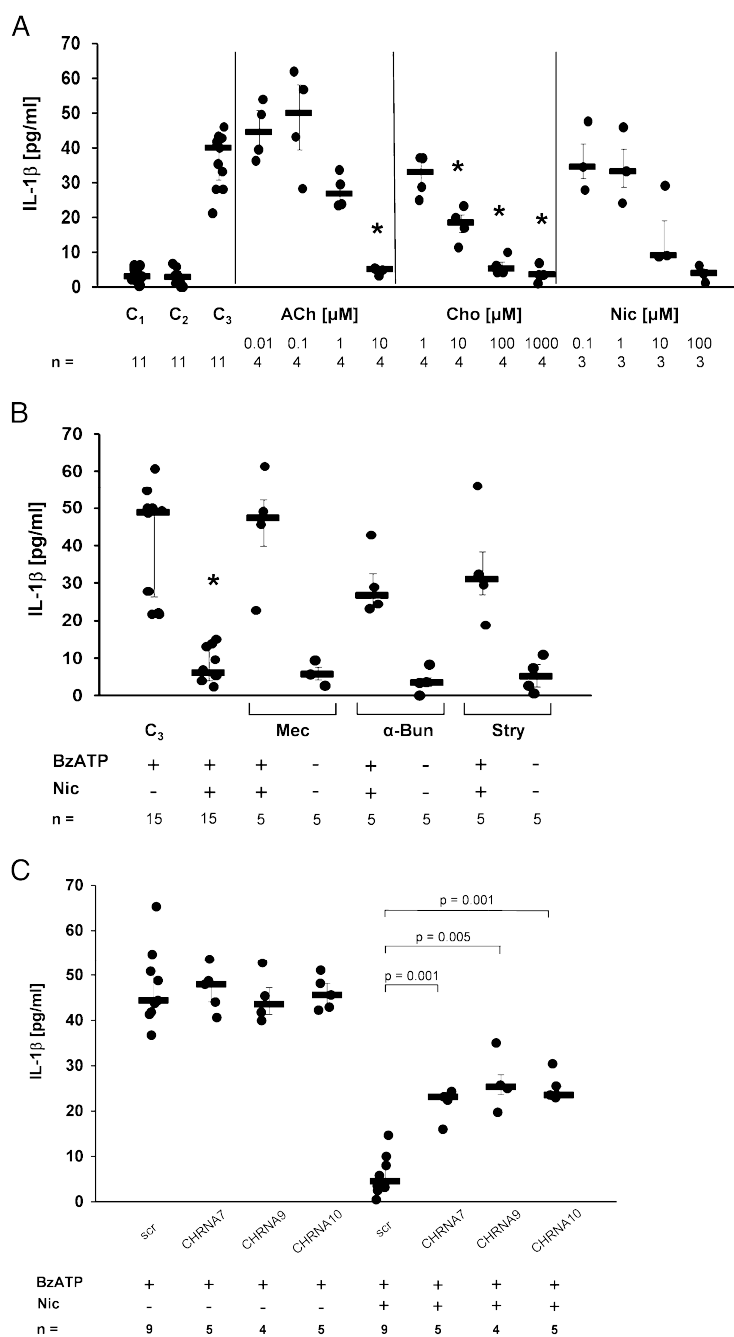 A
70
60
50
40
30
20
10
0
IL-1β [pg/ml]
* * * *
C1 C2 C3 ACh [µM] Cho [µM] Nic [µM]
0.01 0.1 1 10 1 10 100 1000 0.1 1 10 100
n = 11 11 11 4 4 4 4 4 4 4 4 3 3 3 3
B
70
60
50
40
30
20
10
0
IL-1β [pg/ml]
*
C3 Mec α-Bun Stry
BzATP + + + - + - + -
Nic - + + - + - + -
n = 15 15 5 5 5 5 5 5
C
70
60
50
40
30
20
10
0
IL-1β [pg/ml]
p = 0.001
p = 0.005
p = 0.001
scr CHRNA7 CHRNA9 CHRNA10 scr CHRNA7 CHRNA9 CHRNA10
BzATP + + + + + + + +
Nic - - - - + + + +
n = 9 5 4 5 9 5 4 5